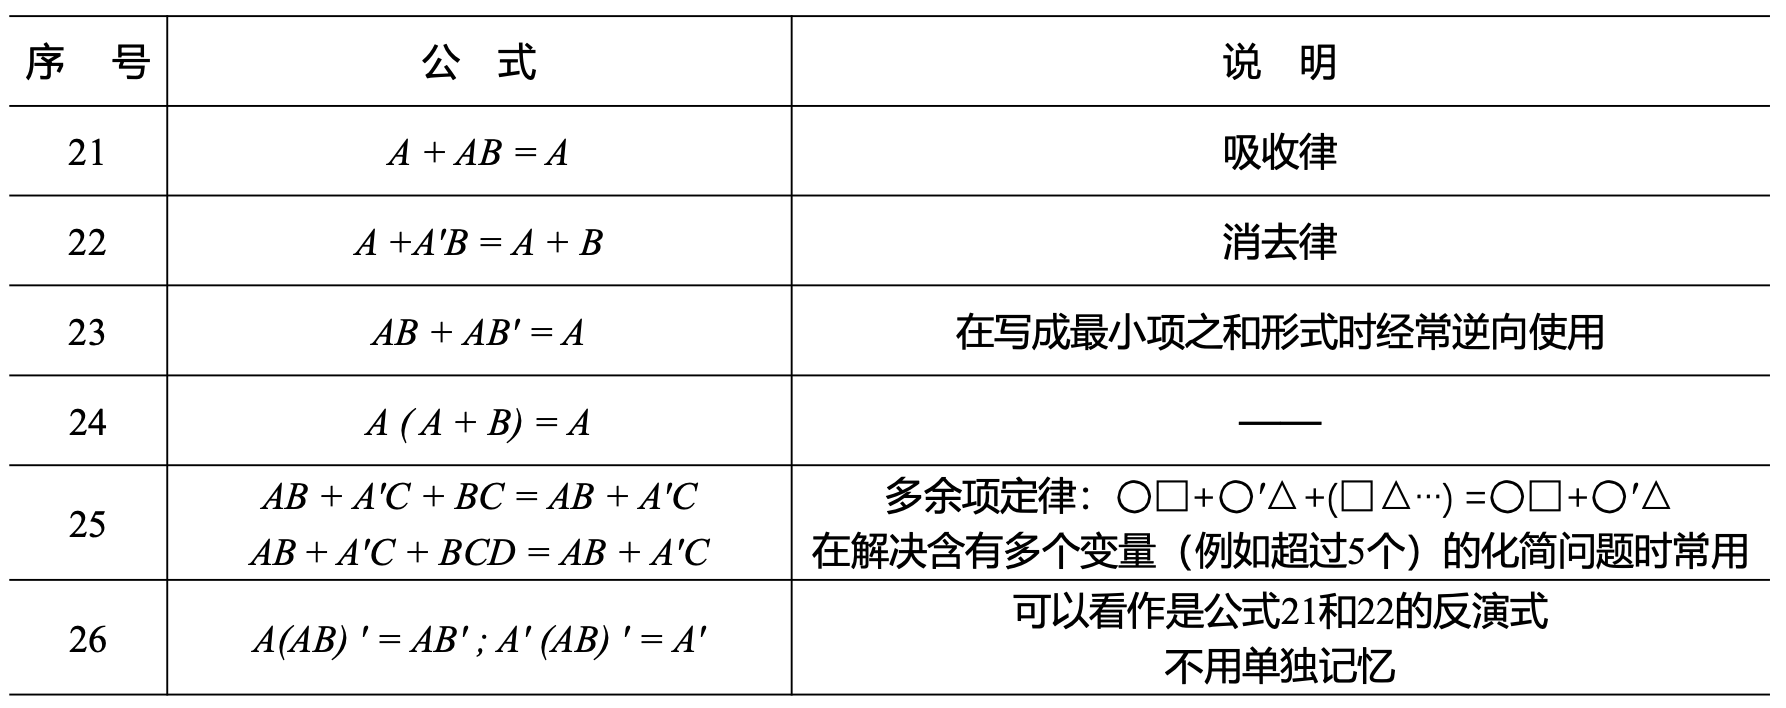 序 号 公 式 说 明
21 A + AB = A 吸收律
22 A +A′B = A + B 消去律
23 AB + AB′ = A 在写成最小项之和形式时经常逆向使用
24 A ( A + B) = A ——
25 AB + A′C + BC = AB + A′C
AB + A′C + BCD = AB + A′C
多余项定律：○□+○′△+(□△···) =○□+○′△
在解决含有多个变量（例如超过5个）的化简问题时常用
26 A(AB) ′ = AB′ ; A′ (AB) ′ = A′
可以看作是公式21和22的反演式
不用单独记忆